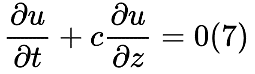 ∂u/∂t + c ∂u/∂z = 0(7)